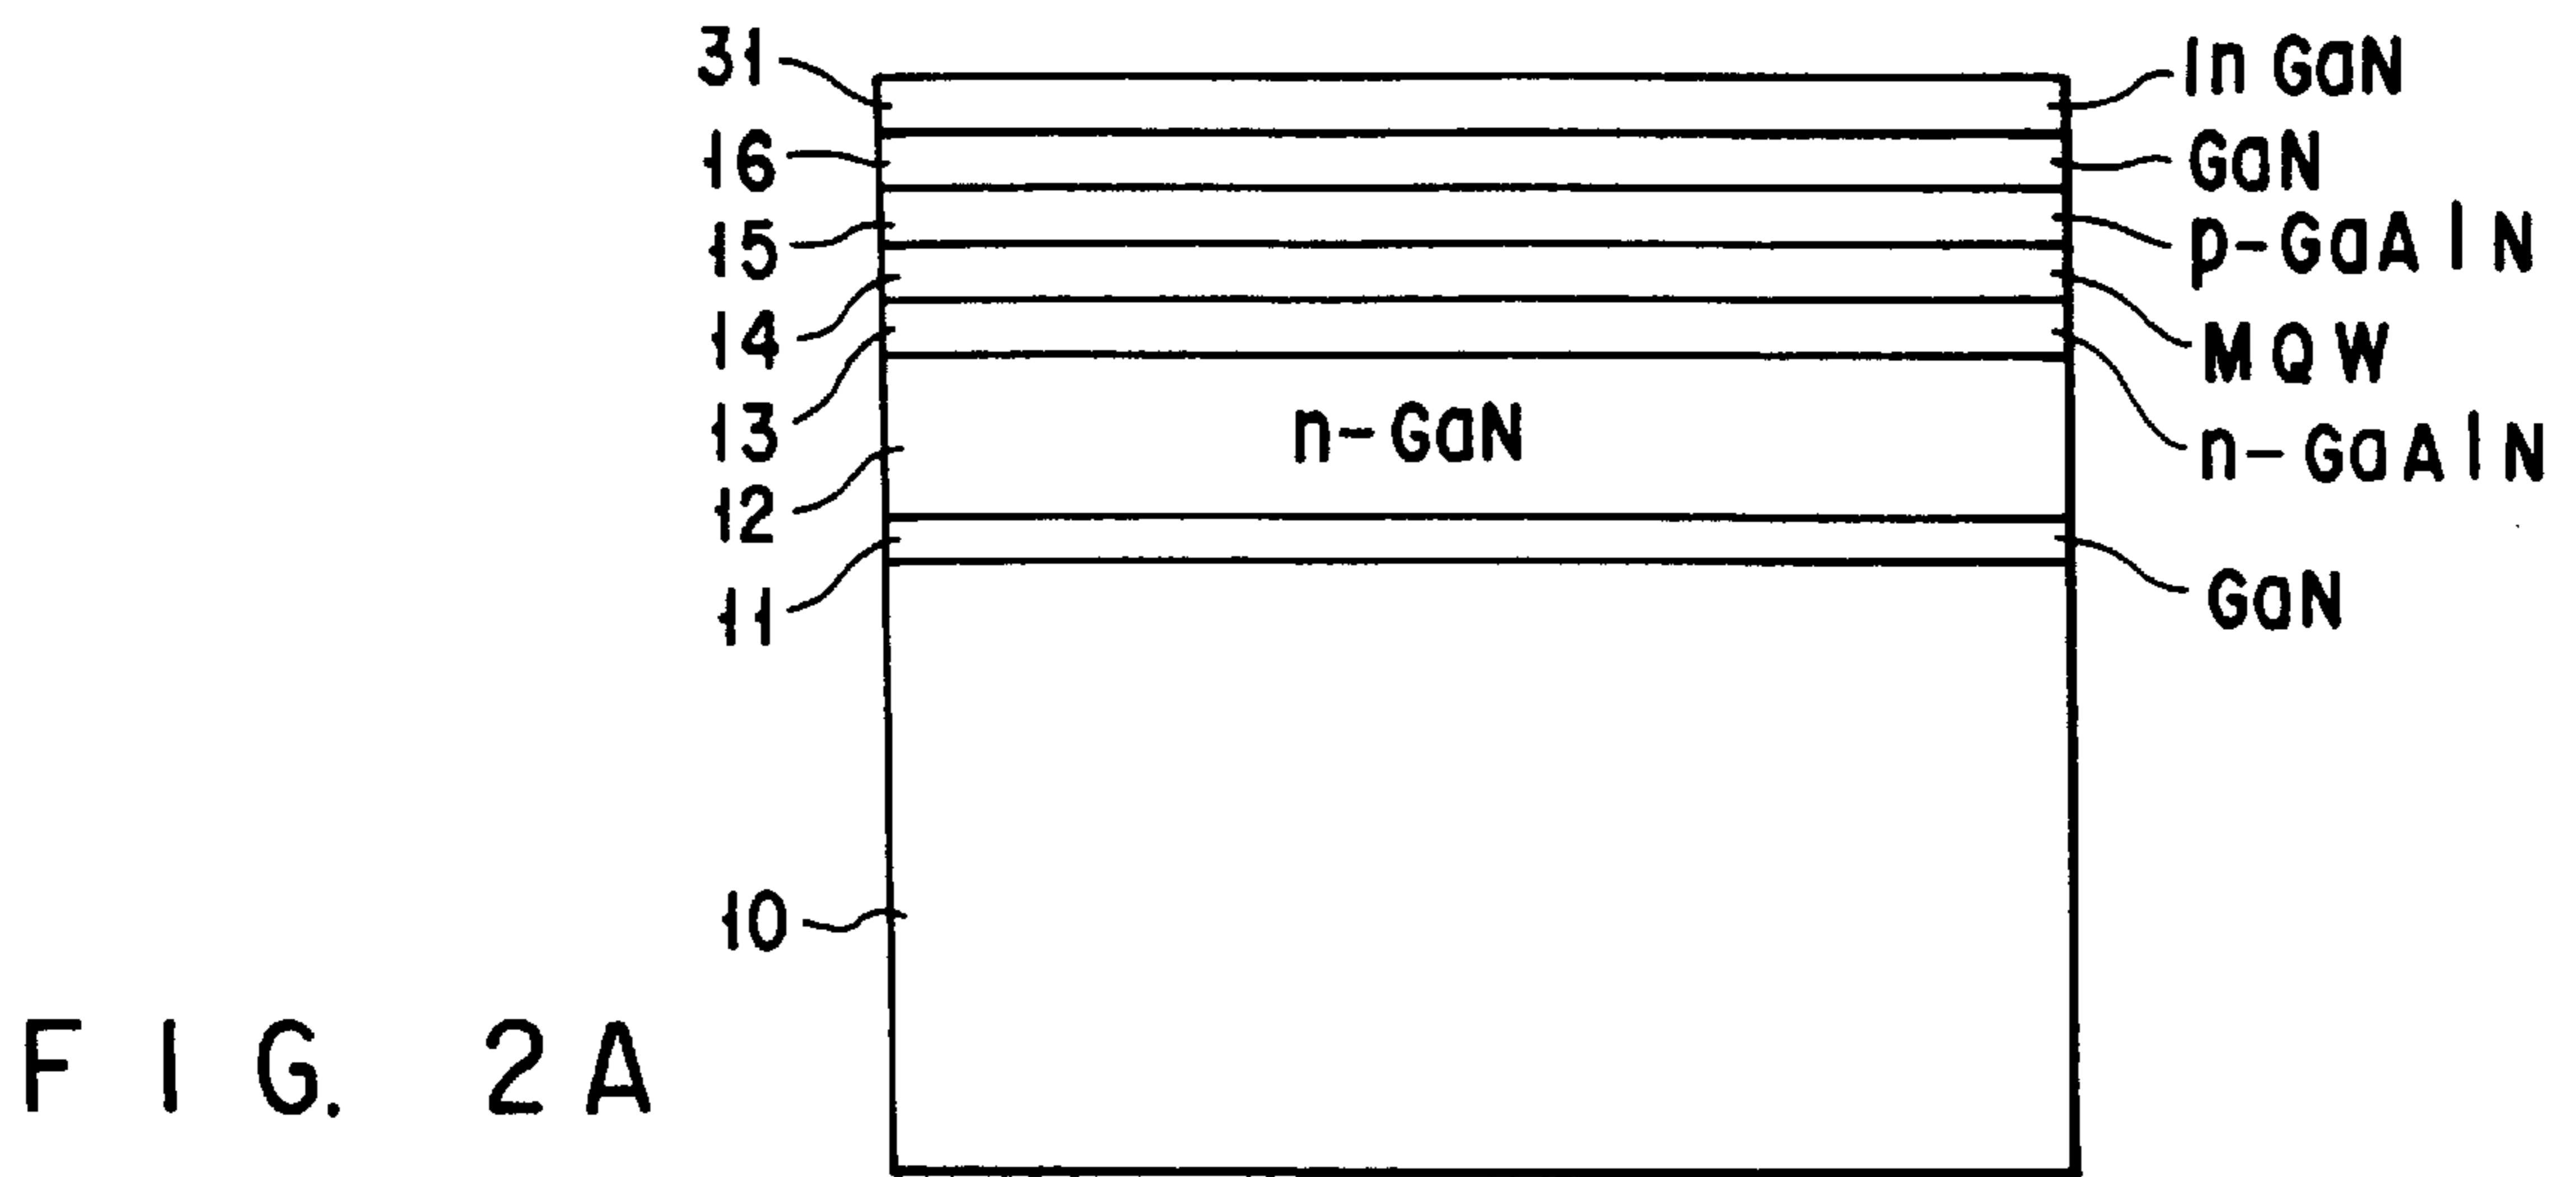 31
InGaN
16
GaN
15
p-GaAlN
14
MQW
13
n-GaN
n-GaAlN
12
11
GaN
10
FIG. 2A